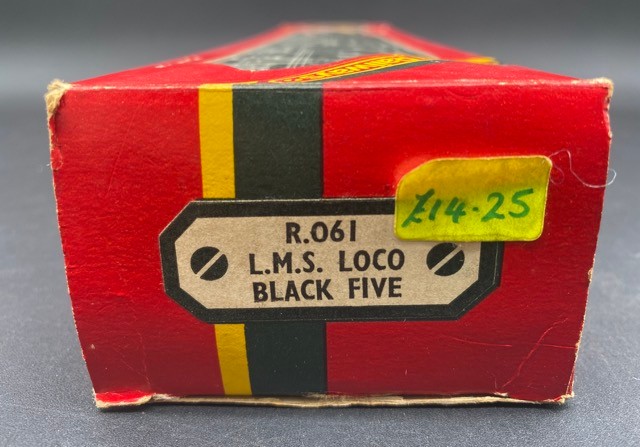 £14.25
R.061
L.M.S. LOCO
BLACK FIVE